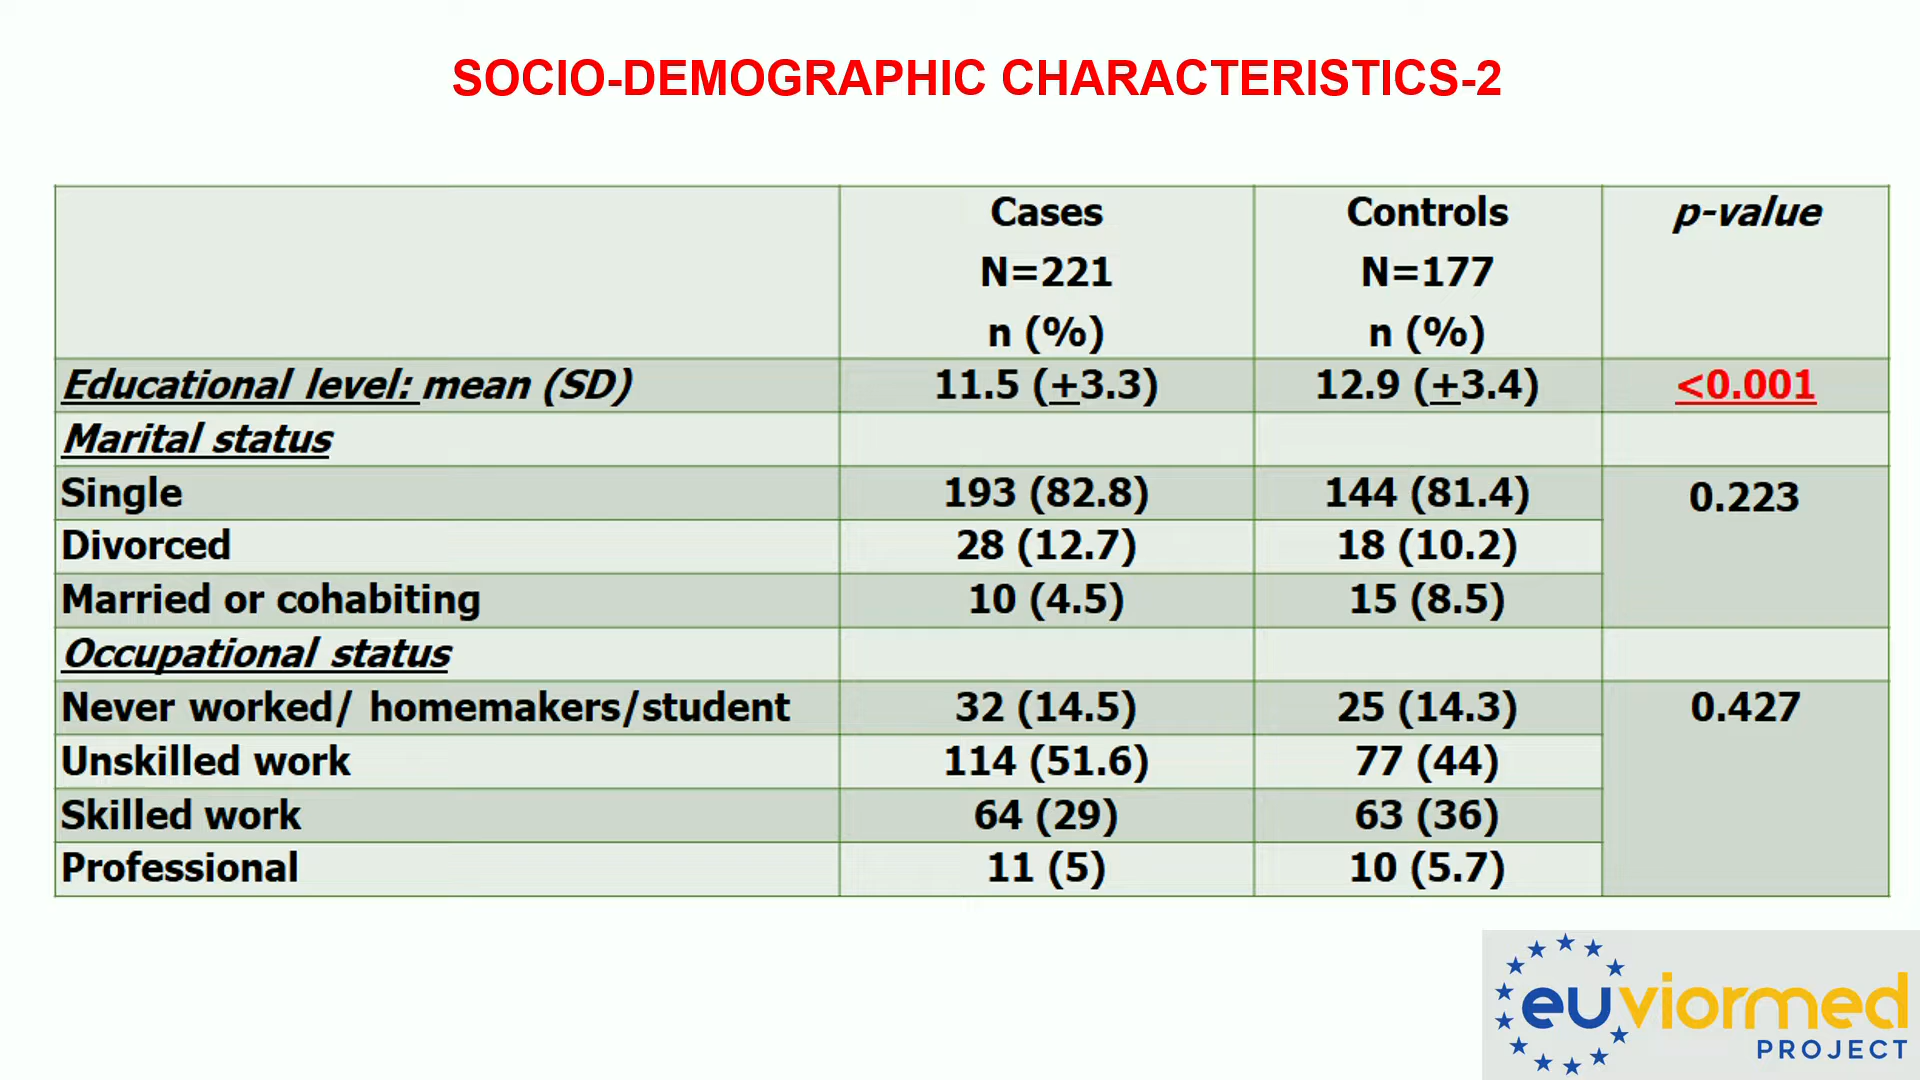 SOCIO-DEMOGRAPHIC CHARACTERISTICS-2
Cases Controls p-value
N=221 N=177
n (%) n (%)
Educational level: mean (SD) 11.5 (+3.3) 12.9 (+3.4) <0.001
Marital status
Single 193 (82.8) 144 (81.4) 0.223
Divorced 28 (12.7) 18 (10.2)
Married or cohabiting 10 (4.5) 15 (8.5)
Occupational status
Never worked/ homemakers/student 32 (14.5) 25 (14.3) 0.427
Unskilled work 114 (51.6) 77 (44)
Skilled work 64 (29) 63 (36)
Professional 11 (5) 10 (5.7)
euviormed
PROJECT